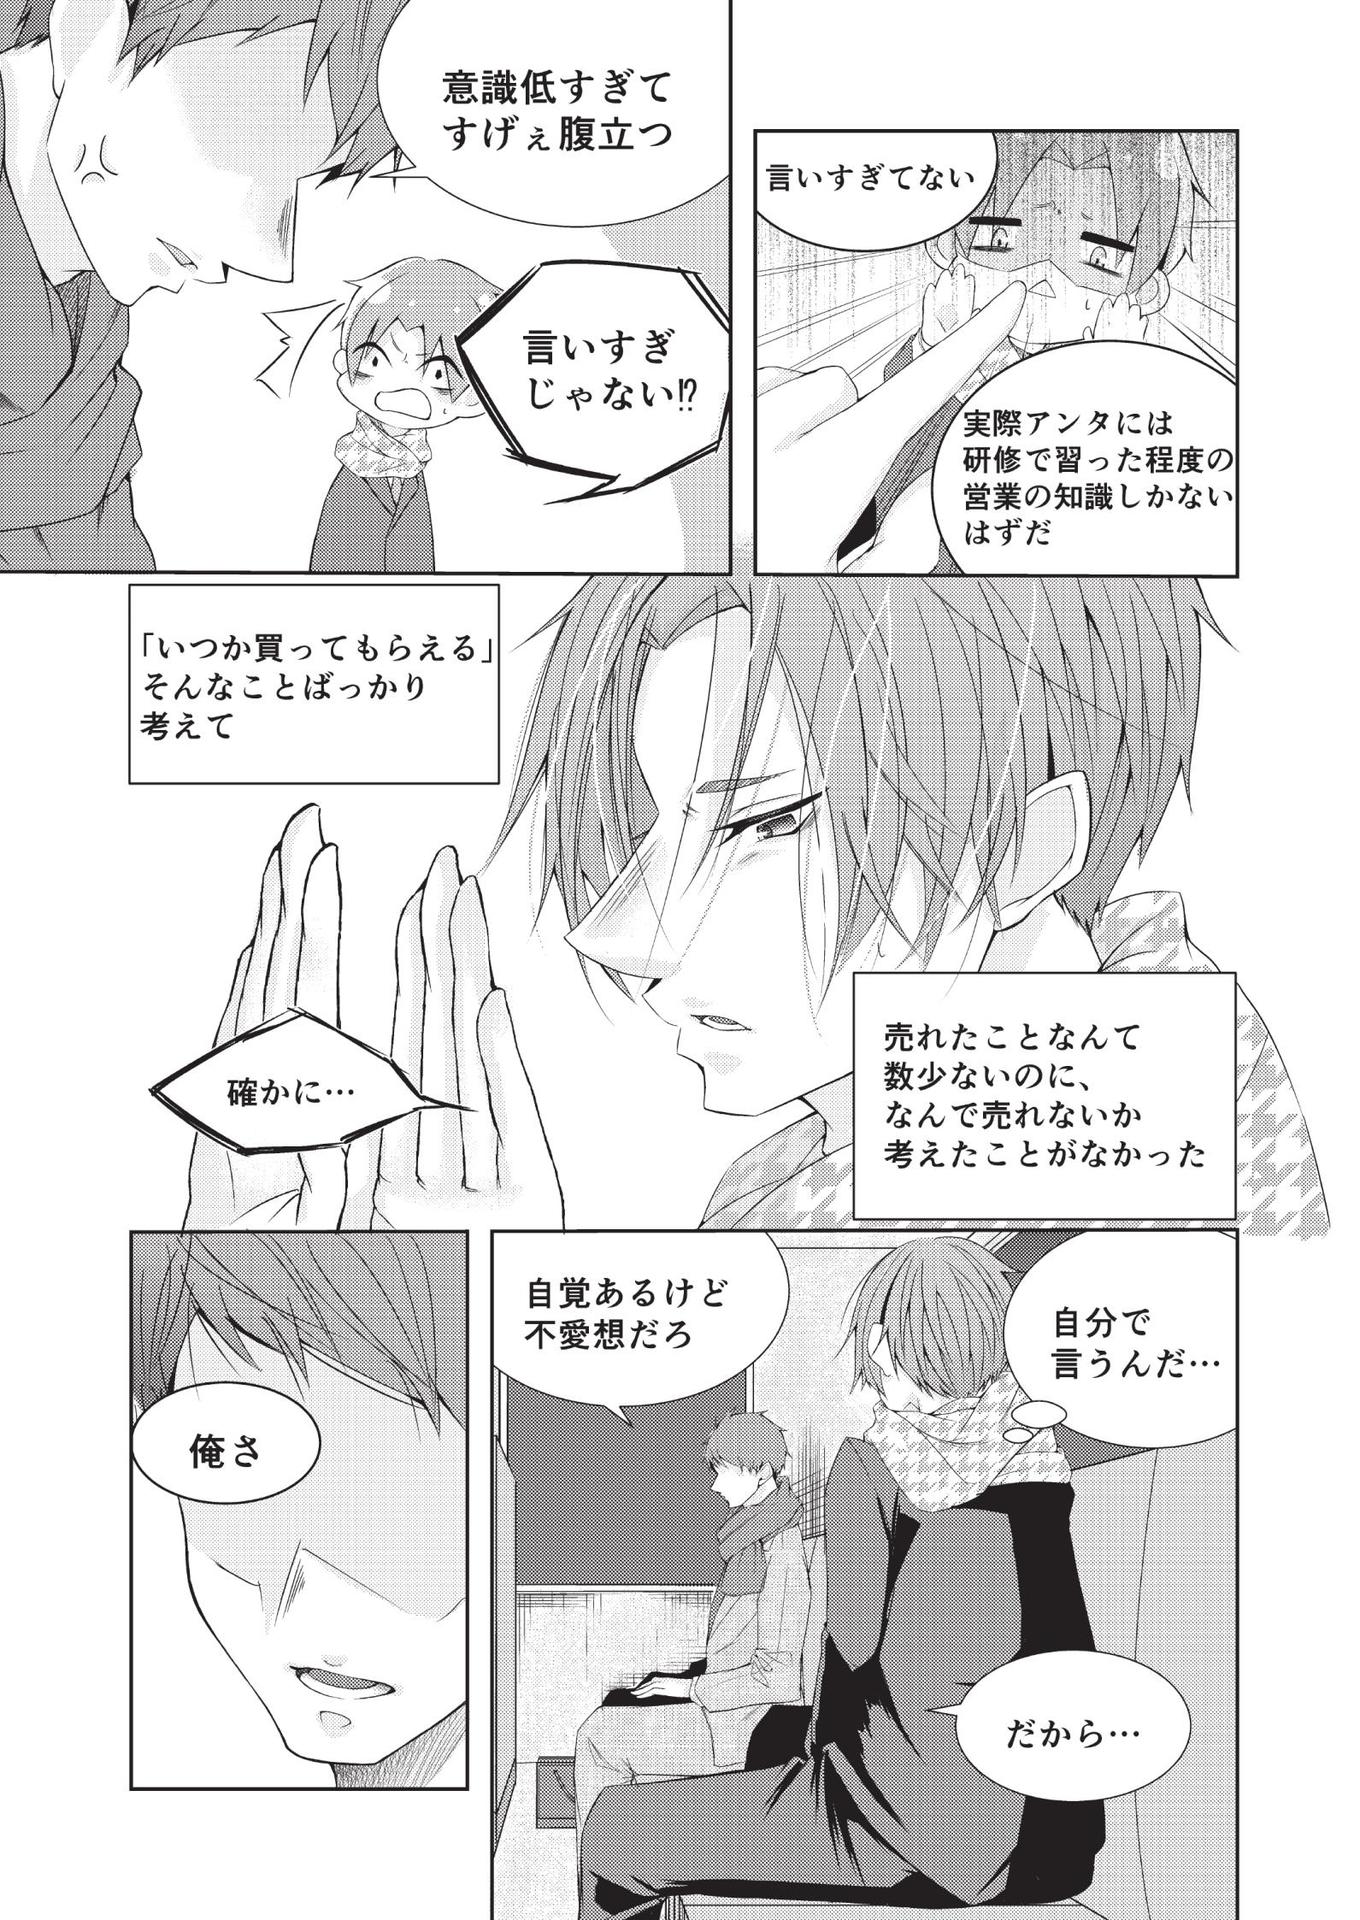 意識低すぎて
すげぇ腹立つ
言いすぎ
じゃない⁉
言いすぎてない
実際アンタには
研修で習った程度の
営業の知識しかない
はずだ
「いつか買ってもらえる」
そんなことばっかり
考えて
確かに…
売れたことなんて
数少ないのに、
なんで売れないか
考えたことがなかった
俺さ
自覚あるけど
不愛想だろ
自分で
言うんだ…
だから…